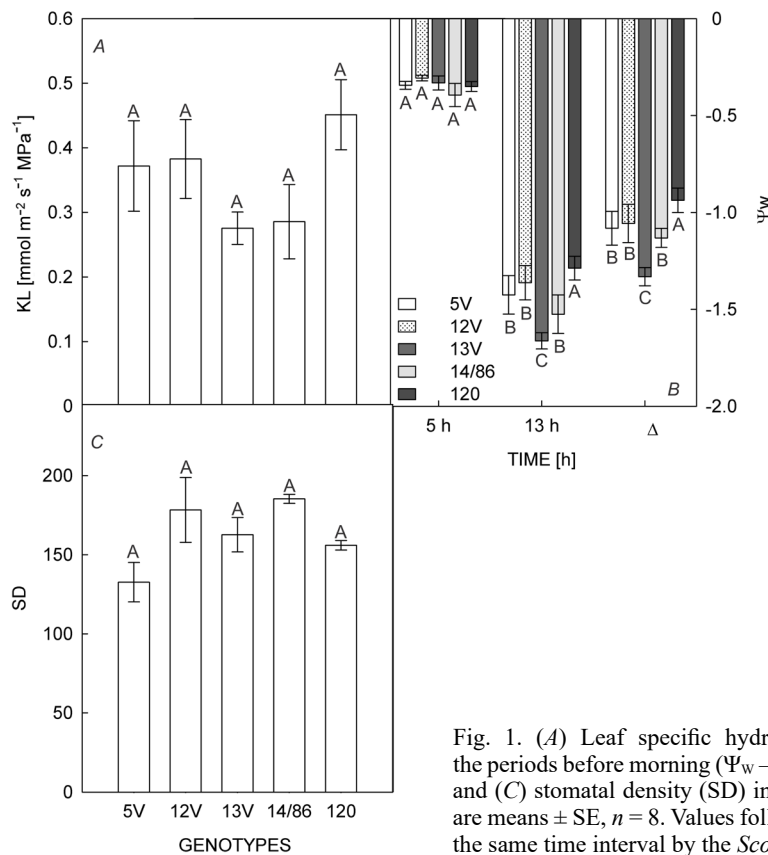 0.6
0.5
0.4
0.3
0.2
0.1
0
KL [mmol m⁻² s⁻¹ MPa⁻¹]
A
A
A
A
A
A
0
-0.5
-1.0
-1.5
-2.0
Ψw
A A A A A
B B C B A
B B C B A
5V
12V
13V
14/86
120
B
5 h 13 h Δ
TIME [h]
C
200
150
100
50
0
SD
A A A A A
5V 12V 13V 14/86 120
GENOTYPES
Fig. 1. (A) Leaf specific hydr
the periods before morning (Ψw –
and (C) stomatal density (SD) in
are means ± SE, n = 8. Values foll
the same time interval by the Sco